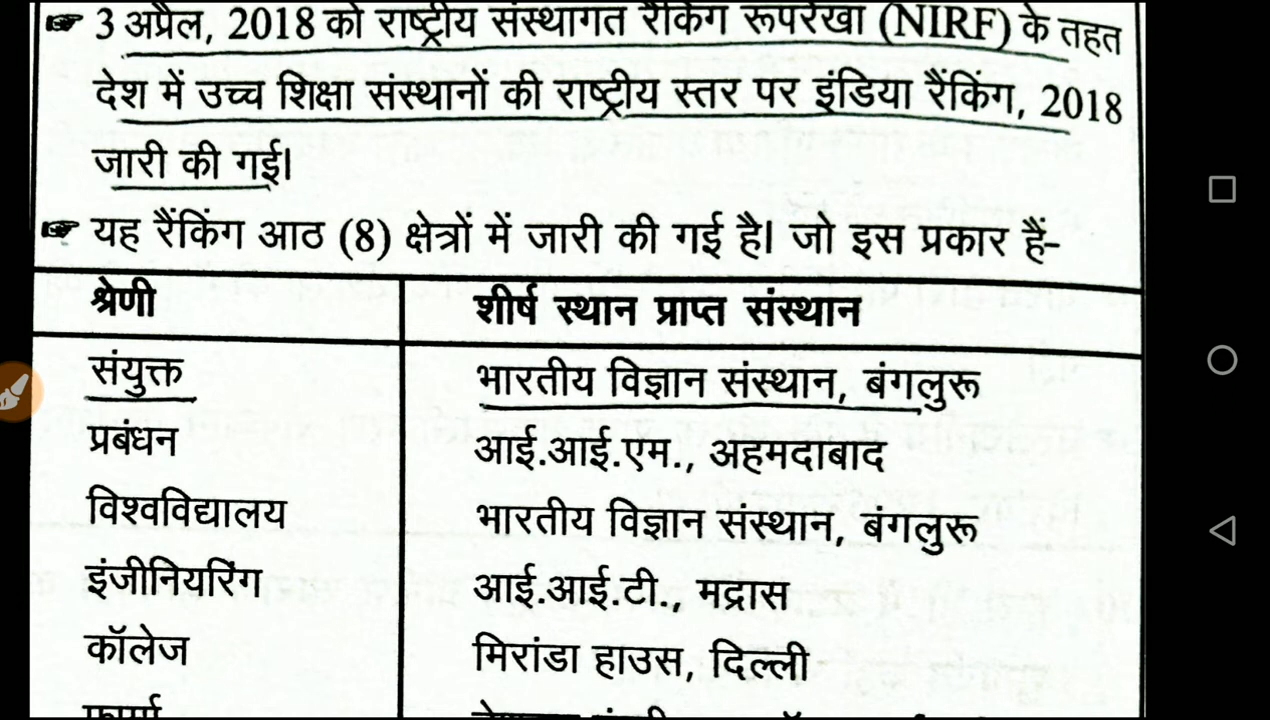 ☞ 3 अप्रैल, 2018 को राष्ट्रीय संस्थागत रैंकिंग रूपरेखा (NIRF) के तहत
देश में उच्च शिक्षा संस्थानों की राष्ट्रीय स्तर पर इंडिया रैंकिंग, 2018
जारी की गई।
☞ यह रैंकिंग आठ (8) क्षेत्रों में जारी की गई है। जो इस प्रकार हैं-
श्रेणी शीर्ष स्थान प्राप्त संस्थान
संयुक्त भारतीय विज्ञान संस्थान, बंगलुरू
प्रबंधन आई.आई.एम., अहमदाबाद
विश्वविद्यालय भारतीय विज्ञान संस्थान, बंगलुरू
इंजीनियरिंग आई.आई.टी., मद्रास
कॉलेज मिरांडा हाउस, दिल्ली